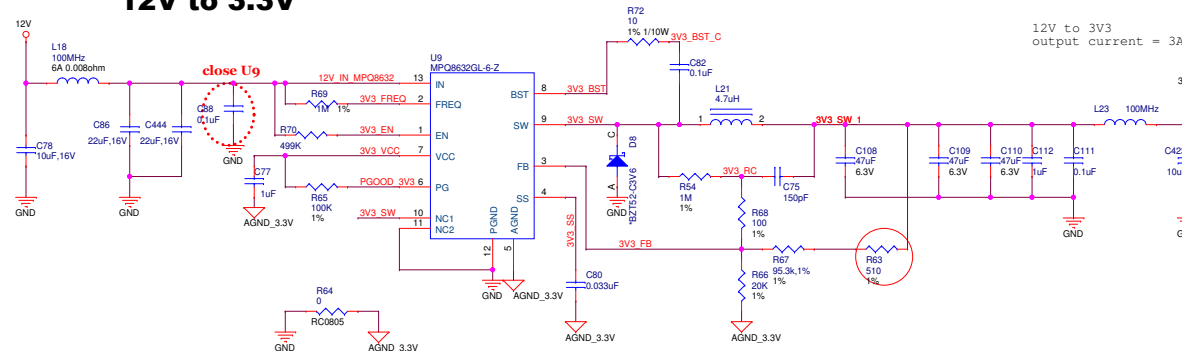 12V to 3.3V
12V
L18
100MHz
6A 0.008ohm
close U9
C78
10uF,16V
GND
C86
22uF,16V
C444
22uF,16V
GND
C88
0.1uF
GND
12V_IN_MPQ8632
R69
1M 1%
3V3_FREQ
R70
499K
3V3_EN
3V3_VCC
C77
1uF
AGND_3.3V
R65
100K
1%
PGOOD_3V3
3V3_SW
U9
MPQ8632GL-6-Z
13
IN
2
FREQ
1
EN
7
VCC
6
PG
10
NC1
11
NC2
BST
8
SW
9
FB
3
SS
4
PGND
12
AGND
5
GND
AGND_3.3V
R64
0
RC0805
GND
AGND_3.3V
R72
10
1% 1/10W
3V3_BST_C
C82
0.1uF
3V3_BST
3V3_SW
L21
4.7uH
1
2
3V3_SW_1
C
D8
A
*BZT52-C3V6
GND
R54
1M
1%
3V3_RC
C75
150pF
R68
100
1%
3V3_SS
3V3_FB
C80
0.033uF
AGND_3.3V
R67
95.3k,1%
R63
510
1%
R66
20K
1%
AGND_3.3V
C108
47uF
6.3V
C109
47uF
6.3V
C110
47uF
6.3V
C112
1uF
C111
0.1uF
GND
L23
100MHz
12V to 3V3
output current = 3A